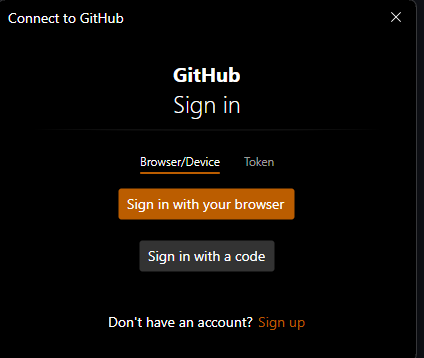 Connect to GitHub
GitHub
Sign in
Browser/Device Token
Sign in with your browser
Sign in with a code
Don't have an account? Sign up